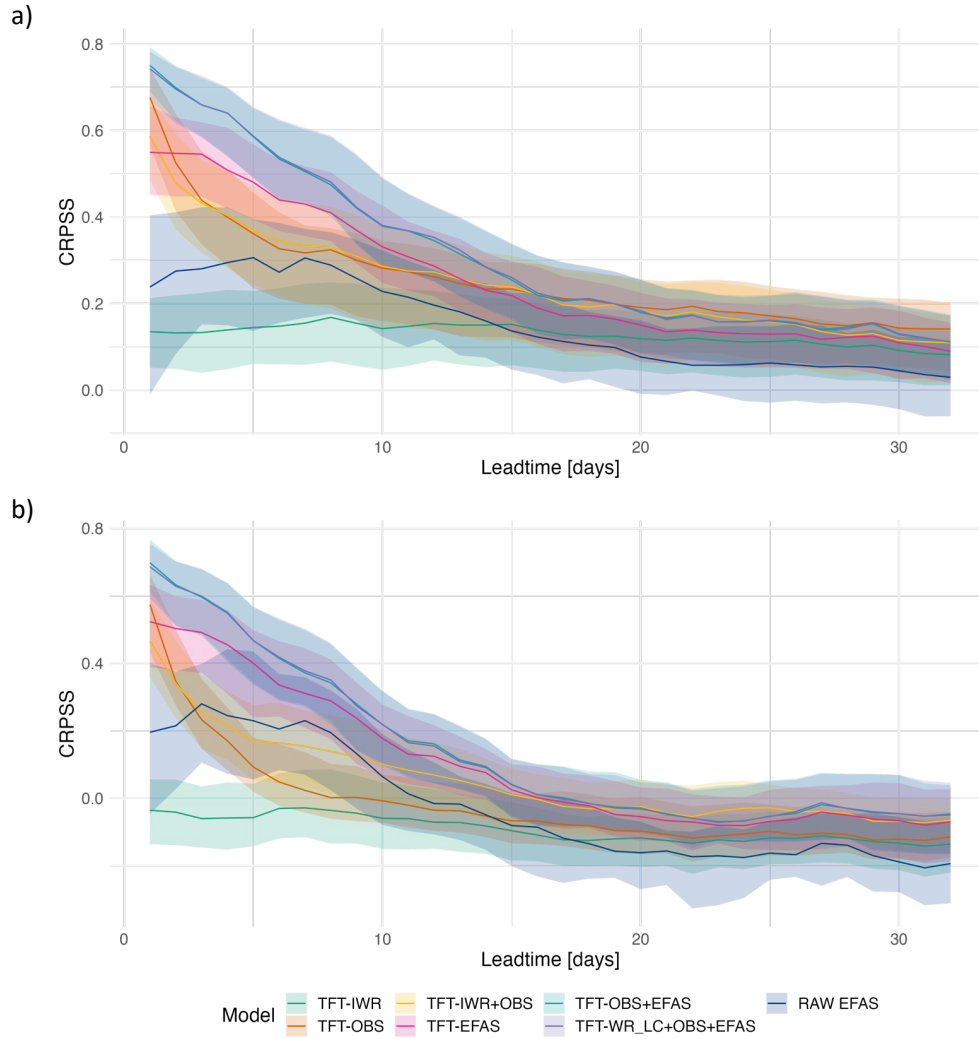 a)
0.8
0.6
0.4
0.2
0.0
CRPSS
0 10 20 30
Leadtime [days]
b)
0.8
0.4
0.0
CRPSS
0 10 20 30
Leadtime [days]
Model TFT-IWR TFT-IWR+OBS TFT-OBS+EFAS RAW EFAS
TFT-OBS TFT-EFAS TFT-WR_LC+OBS+EFAS